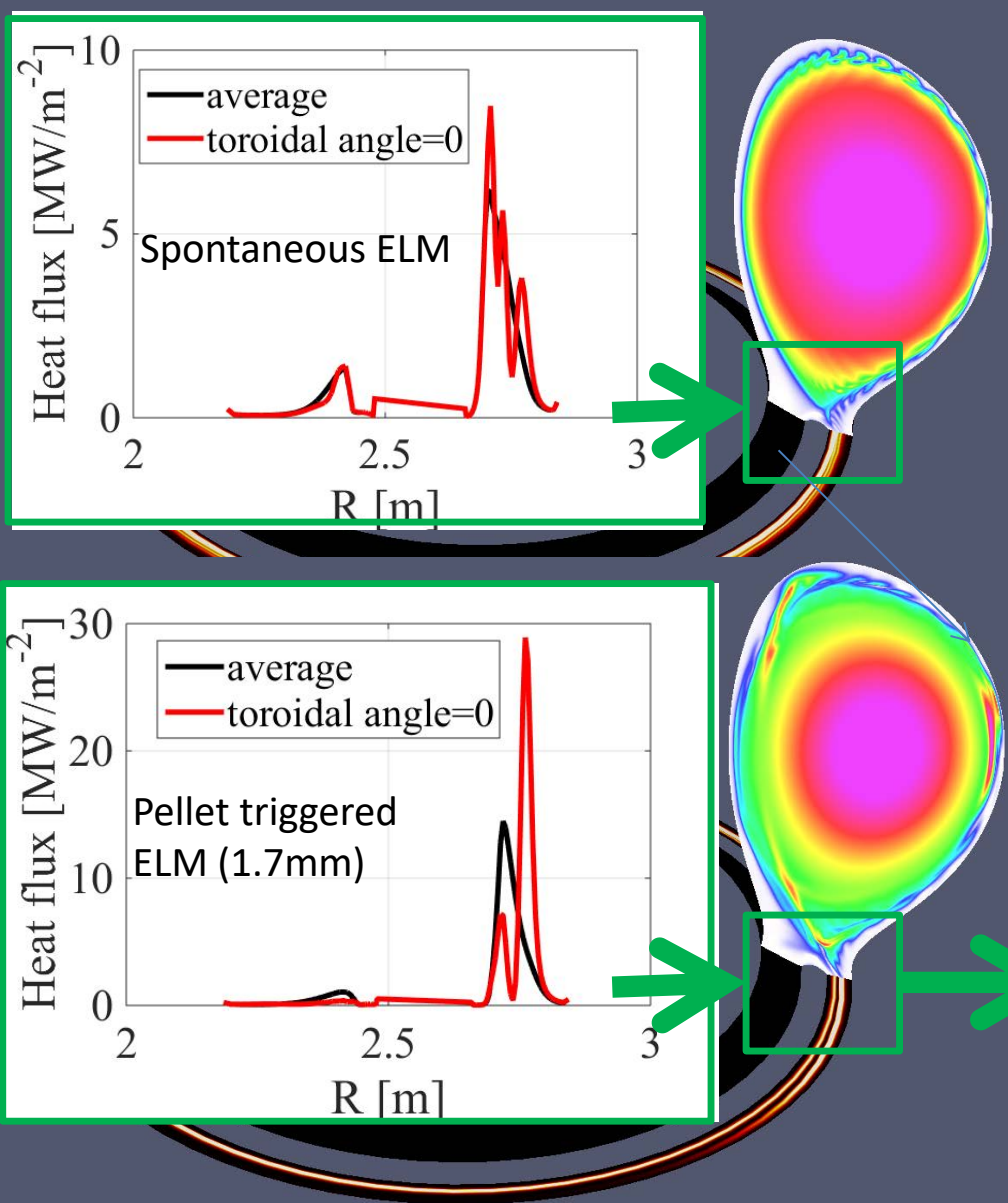 Heat flux [MW/m^-2]
10
5
0
average
toroidal angle=0
Spontaneous ELM
2
2.5
3
R [m]
Heat flux [MW/m^-2]
30
20
10
0
average
toroidal angle=0
Pellet triggered
ELM (1.7mm)
2
2.5
3
R [m]